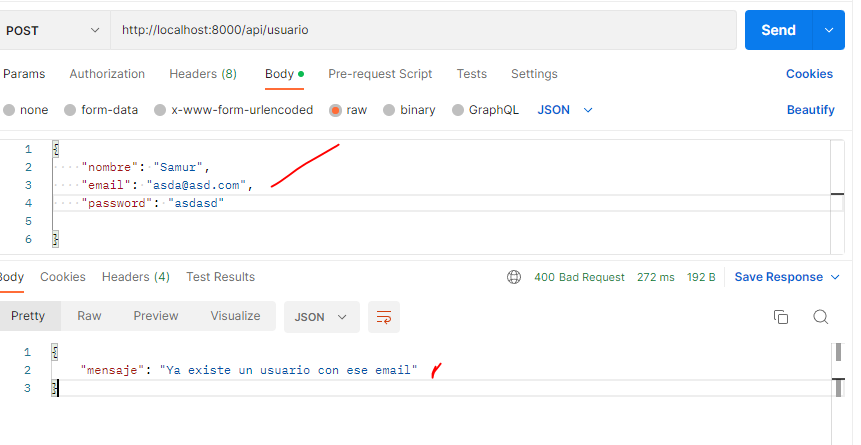 POST http://localhost:8000/api/usuario Send
Params Authorization Headers (8) Body Pre-request Script Tests Settings Cookies
none form-data x-www-form-urlencoded raw binary GraphQL JSON Beautify
1 {
2 "nombre": "Samur",
3 "email": "asda@asd.com",
4 "password": "asdasd"
5
6 }
Body Cookies Headers (4) Test Results 400 Bad Request 272 ms 192 B Save Response
Pretty Raw Preview Visualize JSON
1 {
2 "mensaje": "Ya existe un usuario con ese email"
3 }